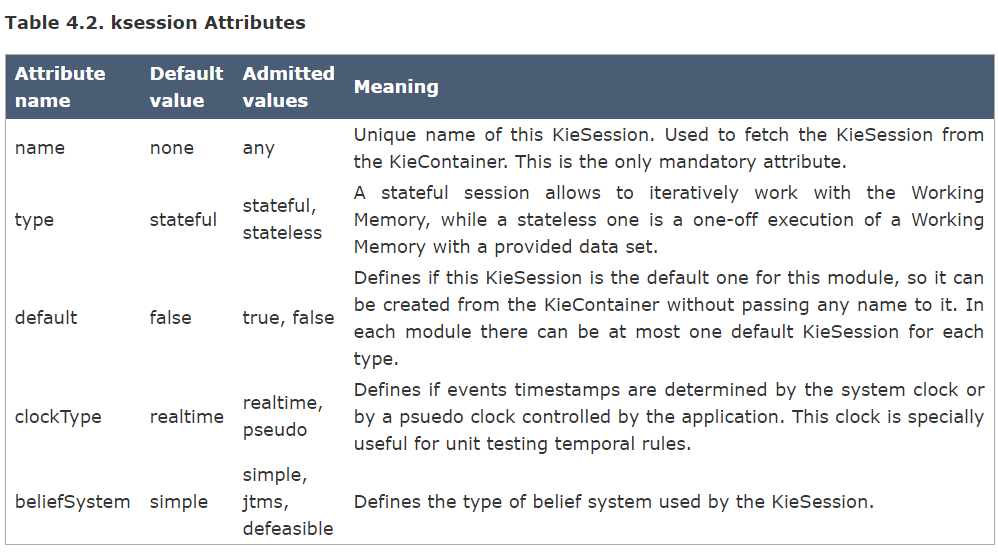 Table 4.2. ksession Attributes
Attribute name Default value Admitted values Meaning
name none any Unique name of this KieSession. Used to fetch the KieSession from
the KieContainer. This is the only mandatory attribute.
type stateful stateful, stateless A stateful session allows to iteratively work with the Working
Memory, while a stateless one is a one-off execution of a Working
Memory with a provided data set.
default false true, false Defines if this KieSession is the default one for this module, so it can
be created from the KieContainer without passing any name to it. In
each module there can be at most one default KieSession for each
type.
clockType realtime realtime, pseudo Defines if events timestamps are determined by the system clock or
by a psuedo clock controlled by the application. This clock is specially
useful for unit testing temporal rules.
beliefSystem simple simple, jtms, defeasible Defines the type of belief system used by the KieSession.